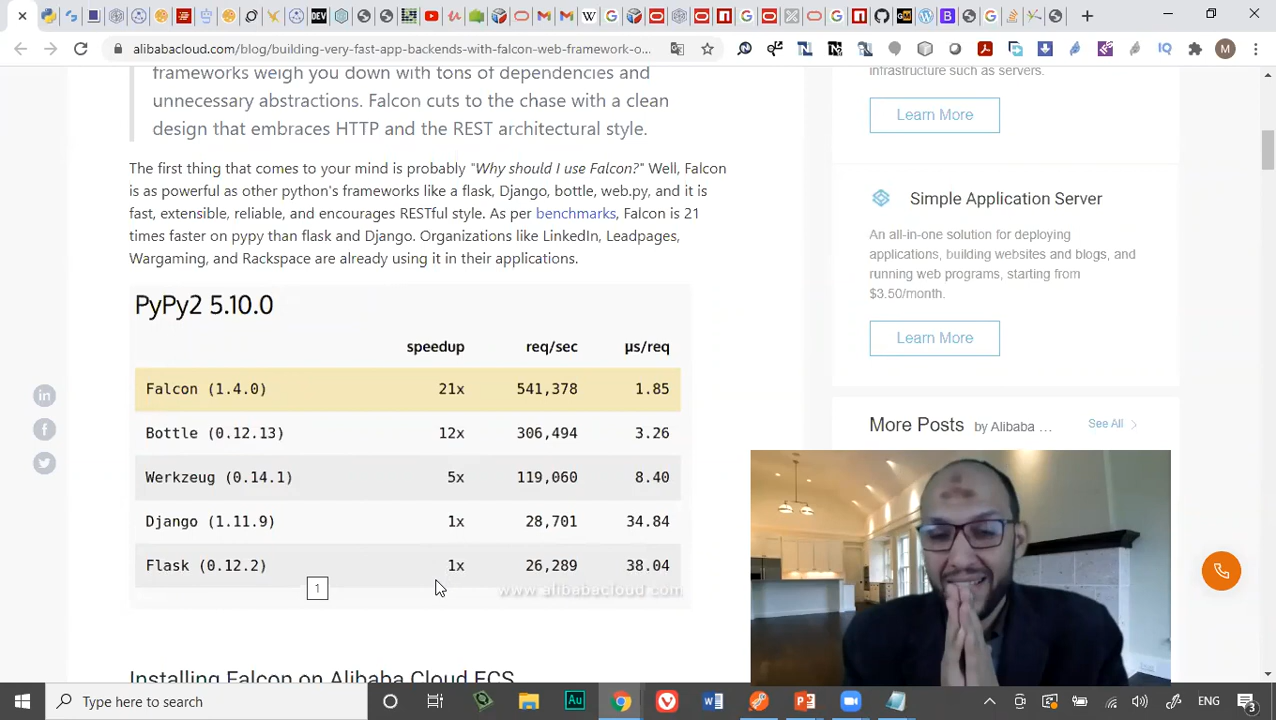 alibabacloud.com/blog/building-very-fast-app-backends-with-falcon-web-framework-o...
M
frameworks weigh you down with tons of dependencies and
unnecessary abstractions. Falcon cuts to the chase with a clean
design that embraces HTTP and the REST architectural style.
The first thing that comes to your mind is probably "Why should I use Falcon?" Well, Falcon
is as powerful as other python's frameworks like a flask, Django, bottle, web.py, and it is
fast, extensible, reliable, and encourages RESTful style. As per benchmarks, Falcon is 21
times faster on pypy than flask and Django. Organizations like LinkedIn, Leadpages,
Wargaming, and Rackspace are already using it in their applications.
PyPy2 5.10.0
speedup req/sec µs/req
Falcon (1.4.0) 21x 541,378 1.85
Bottle (0.12.13) 12x 306,494 3.26
Werkzeug (0.14.1) 5x 119,060 8.40
Django (1.11.9) 1x 28,701 34.84
Flask (0.12.2) 1x 26,289 38.04
1
www.alibabacloud.com
Installing Falcon on Alibaba Cloud ECS
infrastructure such as servers.
Learn More
Simple Application Server
An all-in-one solution for deploying
applications, building websites and blogs, and
running web programs, starting from
$3.50/month.
Learn More
More Posts by Alibaba ... See All
Type here to search
ENG
3